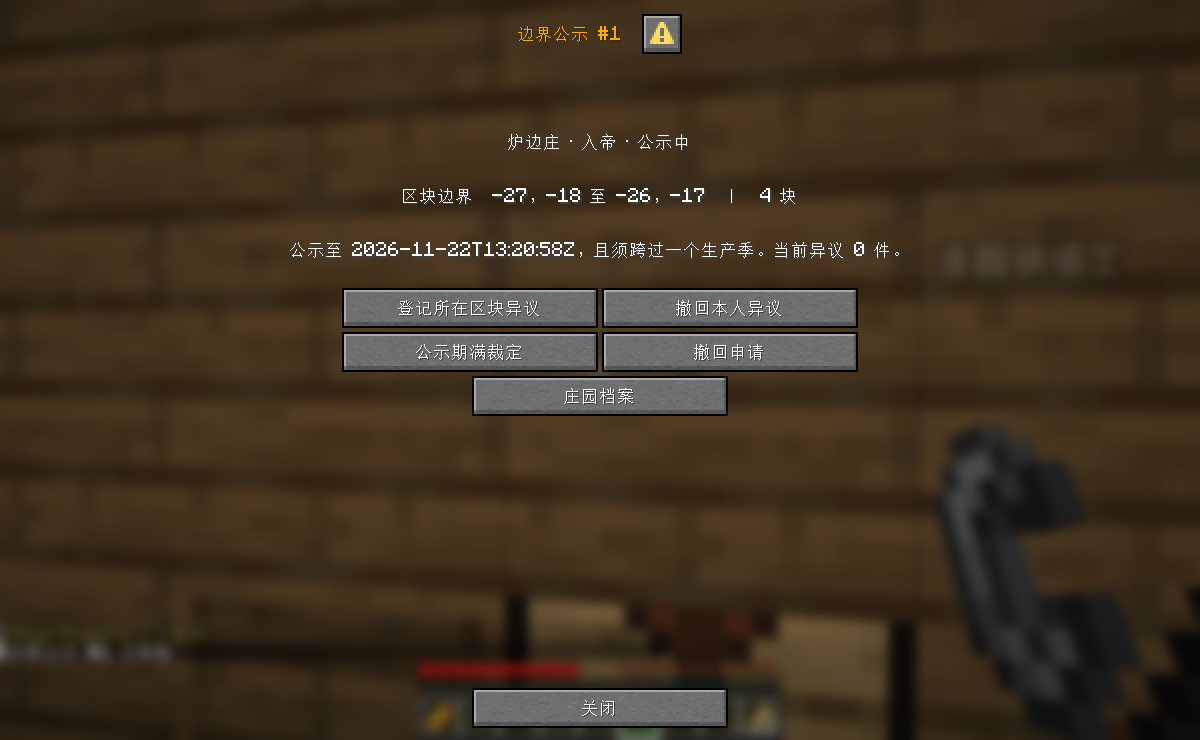 边界公示 #1
炉边庄 · 入帝 · 公示中
区块边界 -27, -18 至 -26, -17 | 4 块
公示至 2026-11-22T13:20:58Z，且须跨过一个生产季。当前异议 0 件。
登记所在区块异议 撤回本人异议
公示期满裁定 撤回申请
庄园档案
关闭